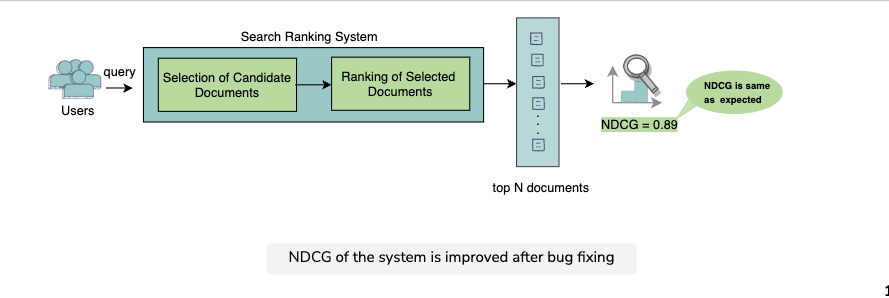 Search Ranking System
query
Users
Selection of Candidate
Documents
Ranking of Selected
Documents
top N documents
NDCG = 0.89
NDCG is same
as expected
NDCG of the system is improved after bug fixing